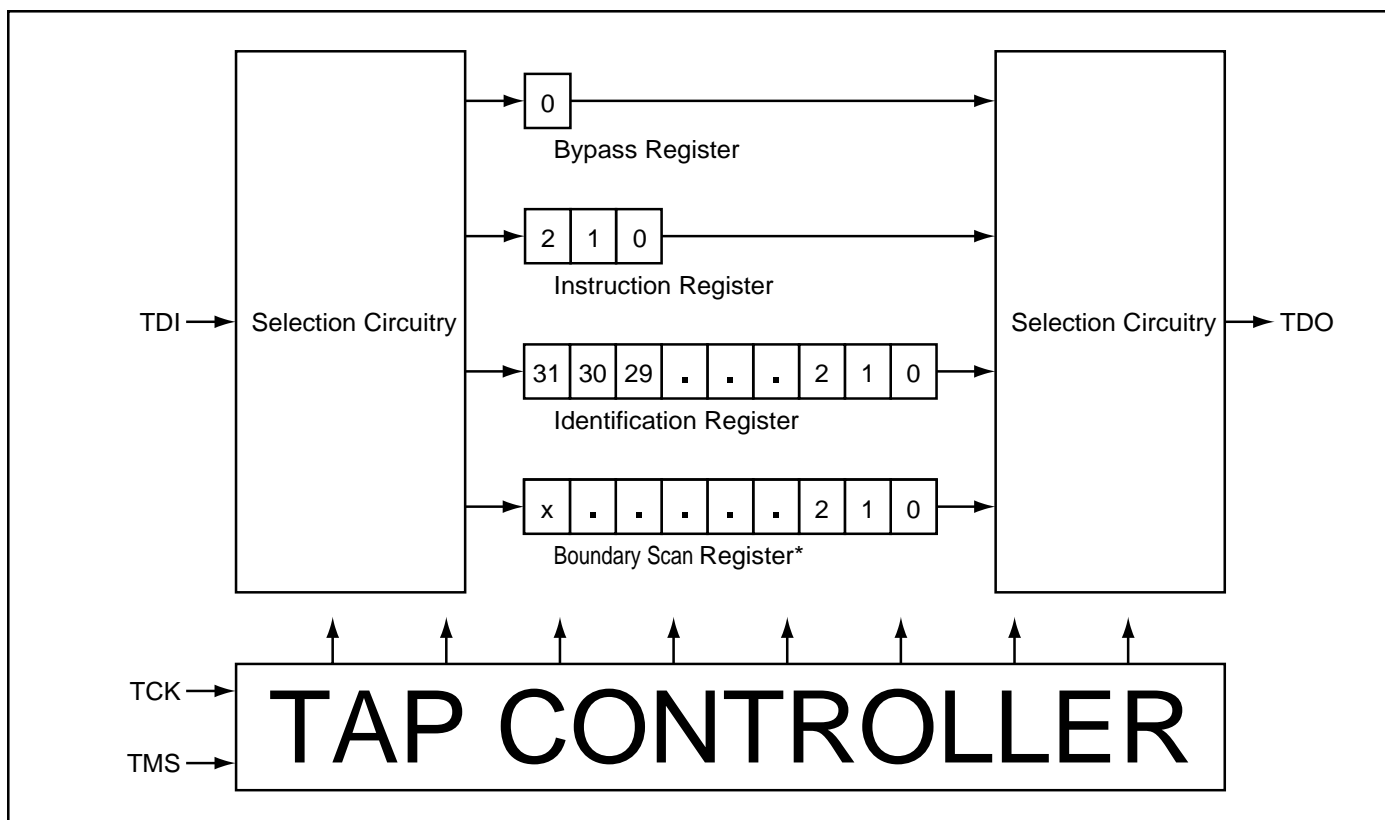 0
Bypass Register
2 1 0
Instruction Register
TDI
Selection Circuitry
Selection Circuitry
TDO
31 30 29 . . . 2 1 0
Identification Register
x . . . . . 2 1 0
Boundary Scan Register*
TCK
TMS
TAP CONTROLLER